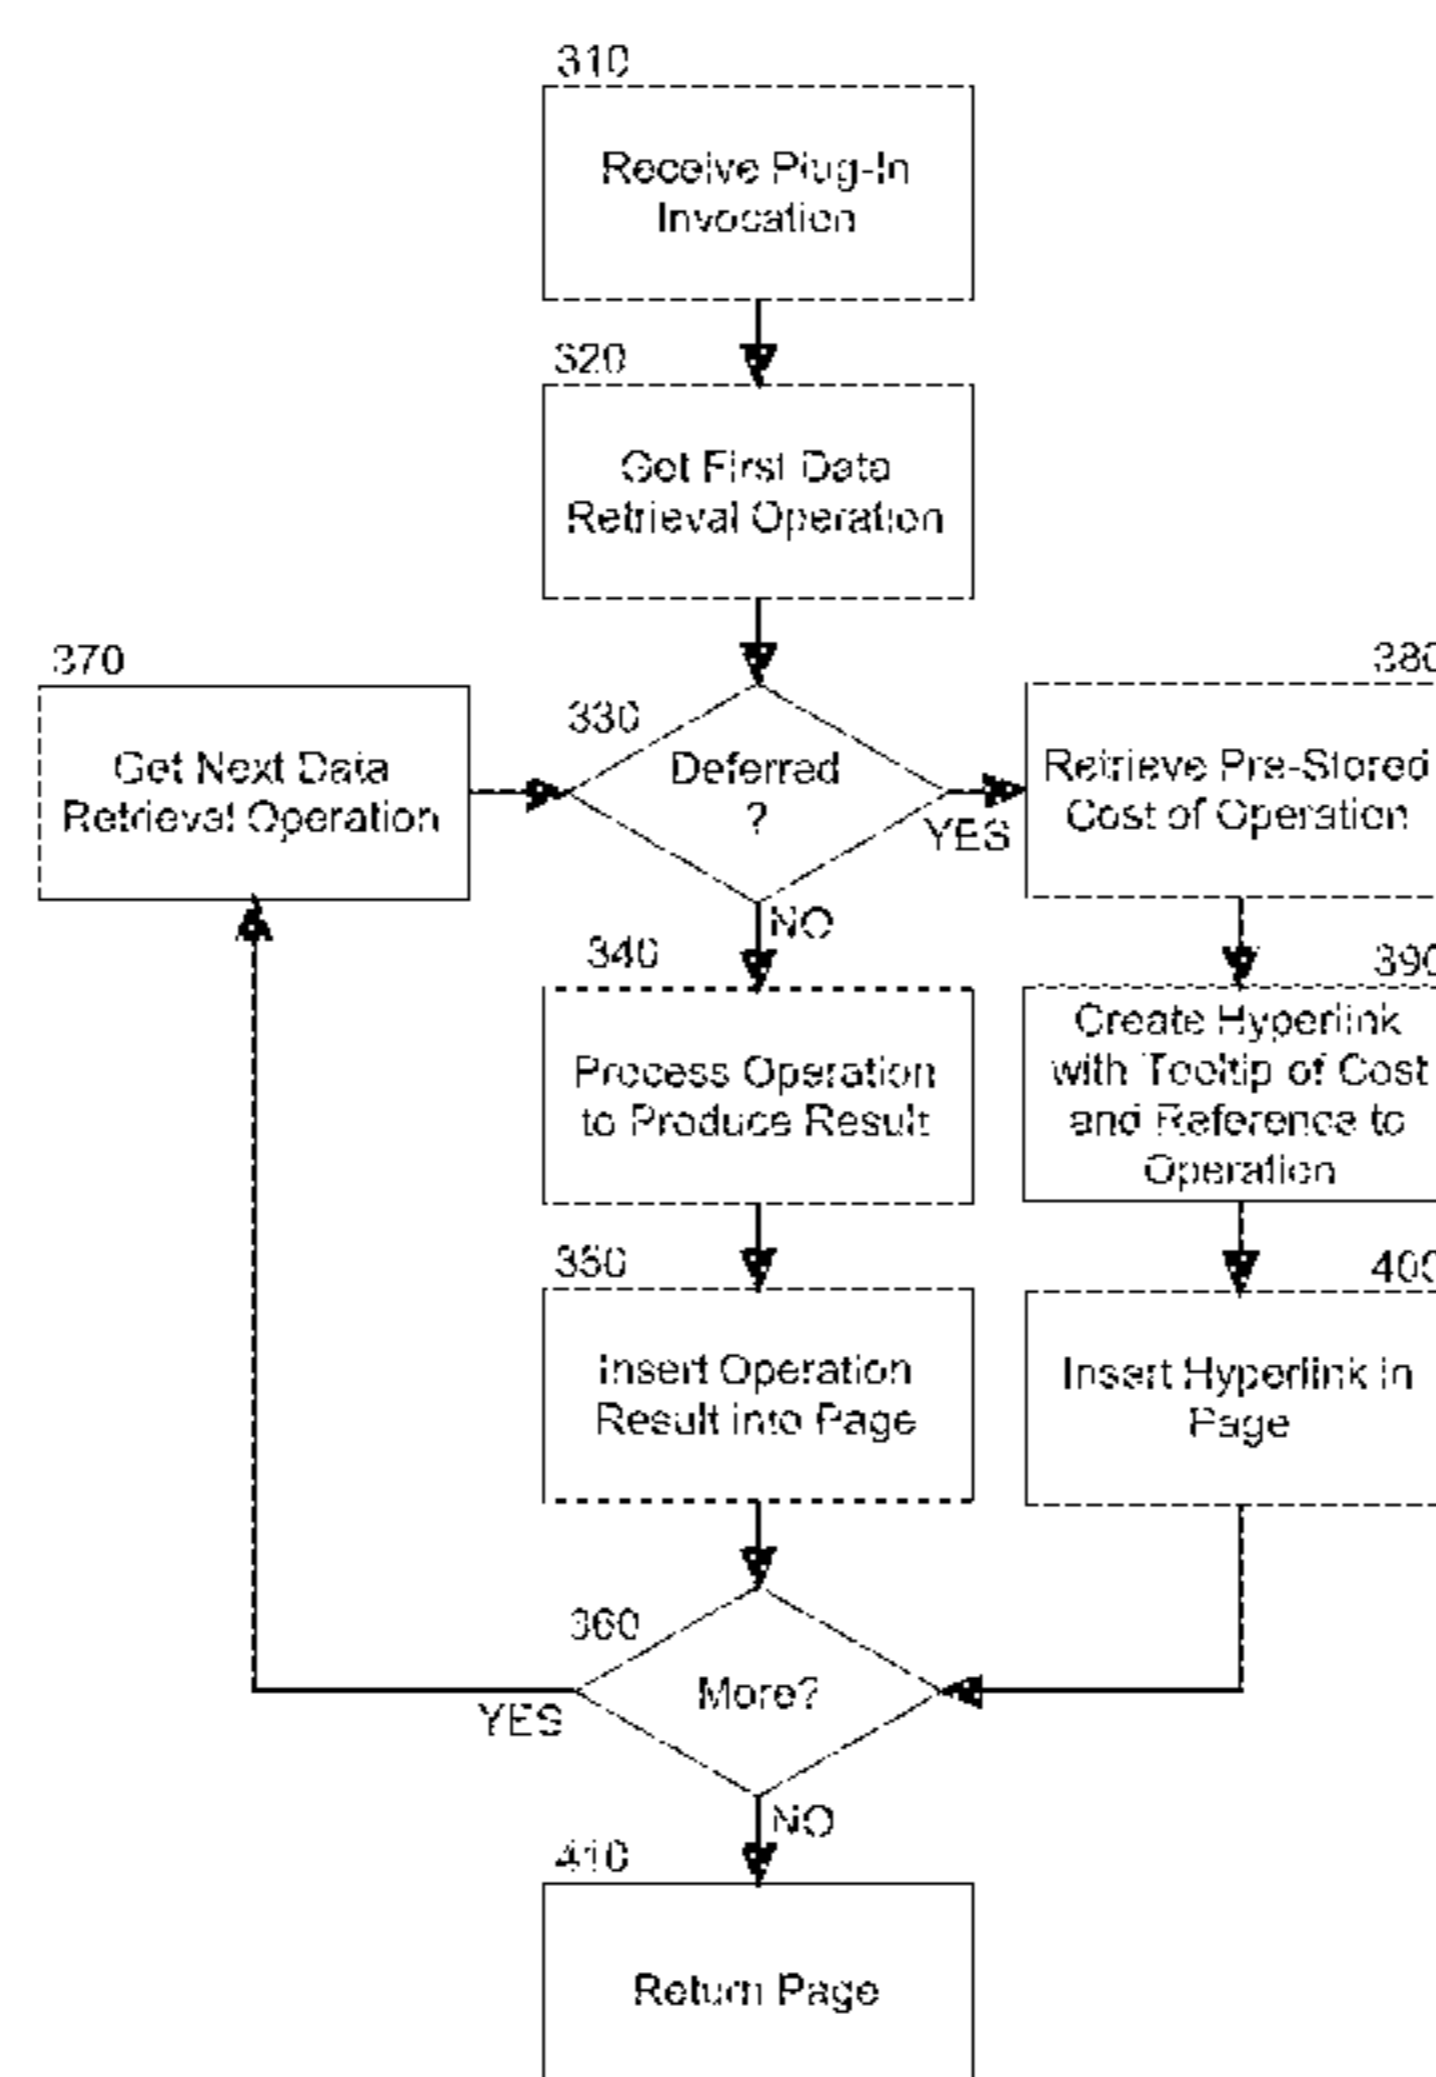 310
Receive Plug-In
Invocation
320
Get First Data
Retrieval Operation
370
Get Next Data
Retrieval Operation
330
Deferred
?
YES
NO
380
Retrieve Pre-Stored
Cost of Operation
340
Process Operation
to Produce Result
390
Create Hyperlink
with Tooltip of Cost
and Reference to
Operation
350
Insert Operation
Result into Page
400
Insert Hyperlink in
Page
360
More?
YES
NO
410
Return Page